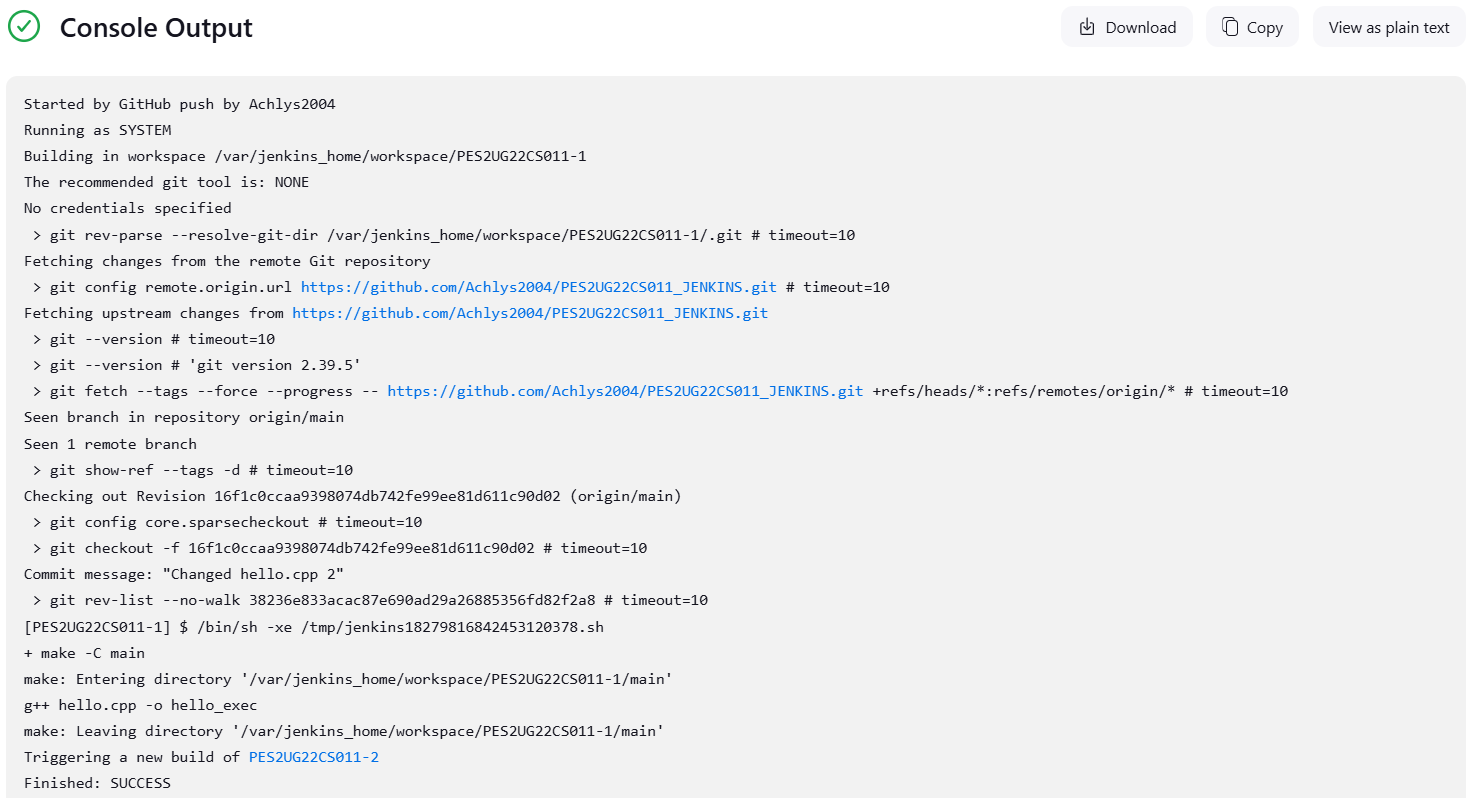 Console Output
Download
Copy
View as plain text
Started by GitHub push by Achlys2004
Running as SYSTEM
Building in workspace /var/jenkins_home/workspace/PES2UG22CS011-1
The recommended git tool is: NONE
No credentials specified
 > git rev-parse --resolve-git-dir /var/jenkins_home/workspace/PES2UG22CS011-1/.git # timeout=10
Fetching changes from the remote Git repository
 > git config remote.origin.url https://github.com/Achlys2004/PES2UG22CS011_JENKINS.git # timeout=10
Fetching upstream changes from https://github.com/Achlys2004/PES2UG22CS011_JENKINS.git
 > git --version # timeout=10
 > git --version # 'git version 2.39.5'
 > git fetch --tags --force --progress -- https://github.com/Achlys2004/PES2UG22CS011_JENKINS.git +refs/heads/*:refs/remotes/origin/* # timeout=10
Seen branch in repository origin/main
Seen 1 remote branch
 > git show-ref --tags -d # timeout=10
Checking out Revision 16f1c0ccaa9398074db742fe99ee81d611c90d02 (origin/main)
 > git config core.sparsecheckout # timeout=10
 > git checkout -f 16f1c0ccaa9398074db742fe99ee81d611c90d02 # timeout=10
Commit message: "Changed hello.cpp 2"
 > git rev-list --no-walk 38236e833acac87e690ad29a26885356fd82f2a8 # timeout=10
[PES2UG22CS011-1] $ /bin/sh -xe /tmp/jenkins18279816842453120378.sh
+ make -C main
make: Entering directory '/var/jenkins_home/workspace/PES2UG22CS011-1/main'
g++ hello.cpp -o hello_exec
make: Leaving directory '/var/jenkins_home/workspace/PES2UG22CS011-1/main'
Triggering a new build of PES2UG22CS011-2
Finished: SUCCESS